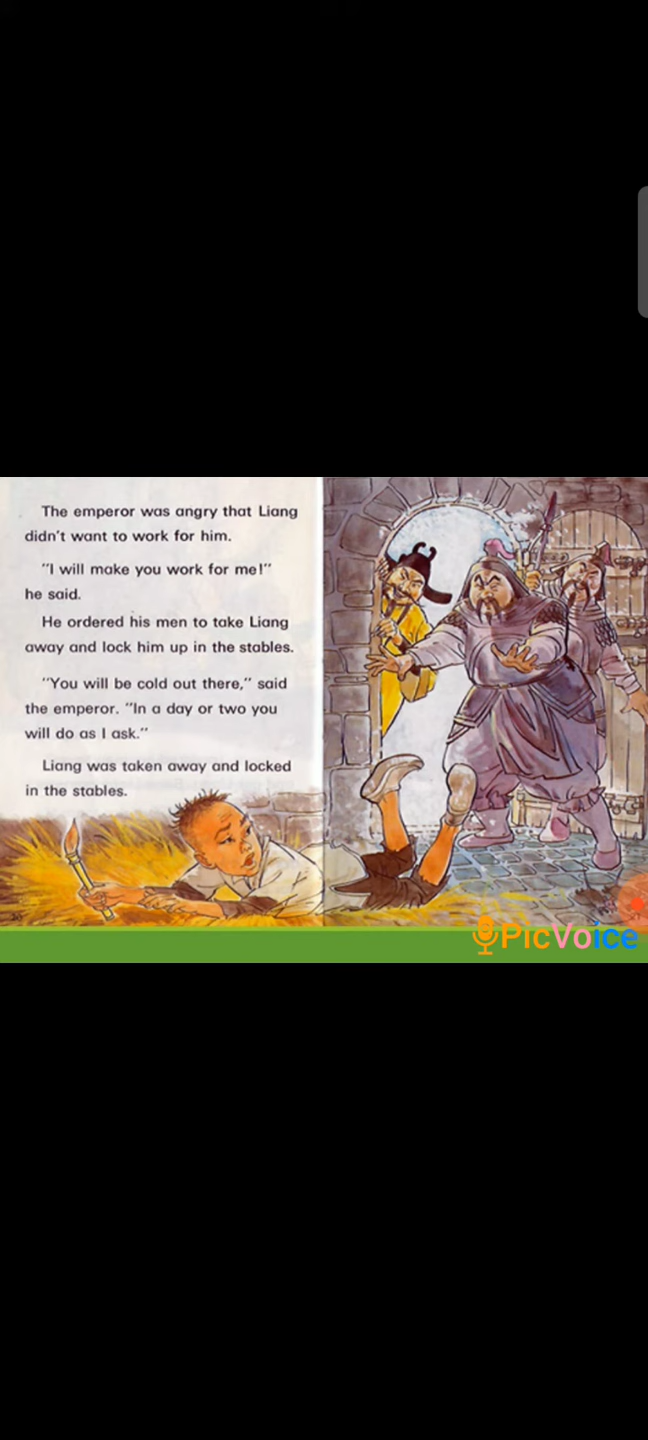 The emperor was angry that Liang
didn't want to work for him.
"I will make you work for me!"
he said.
He ordered his men to take Liang
away and lock him up in the stables.
"You will be cold out there," said
the emperor. "In a day or two you
will do as I ask."
Liang was taken away and locked
in the stables.
PicVoice